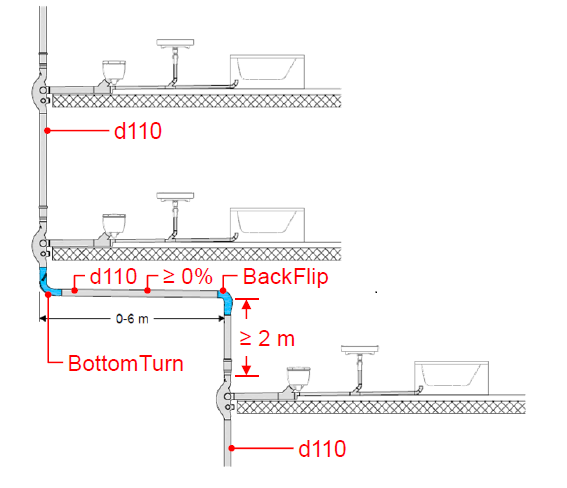 d110
d110 ≥ 0% BackFlip
0-6 m
≥ 2 m
BottomTurn
d110